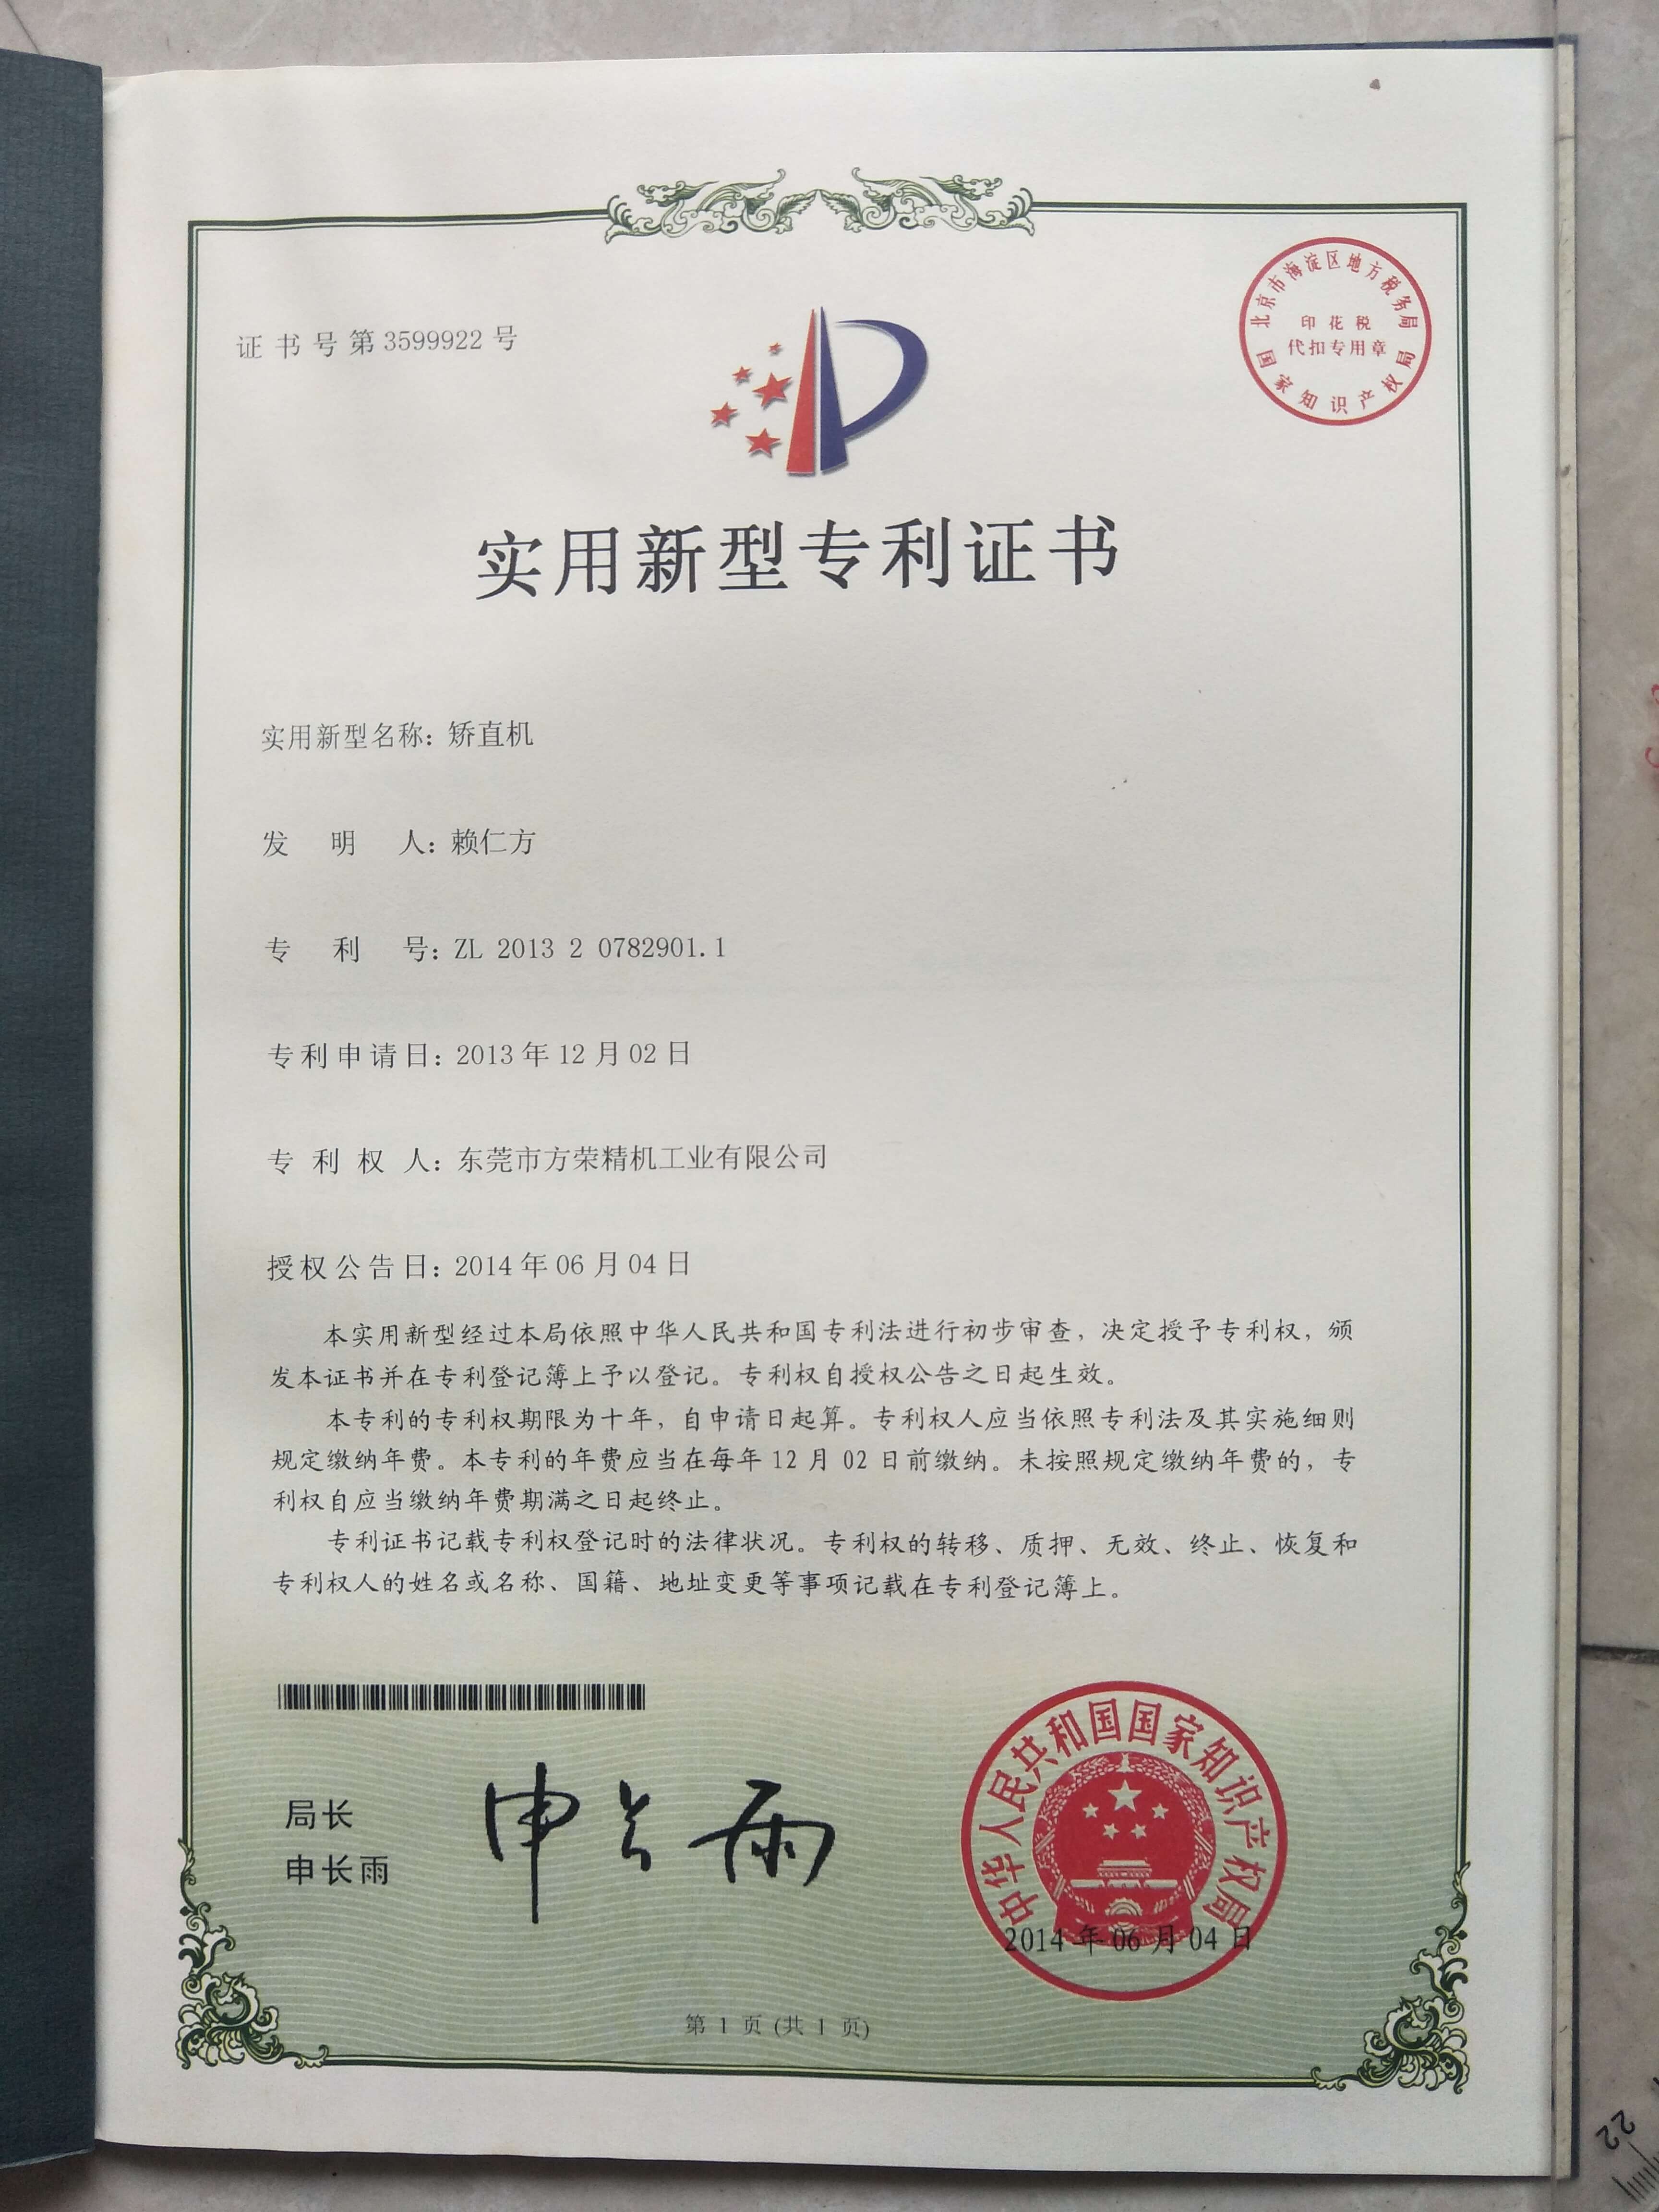 证书号第3599922号
北京市海淀区地方税务局
印花税
代扣专用章
国家知识产权局
实用新型专利证书
实用新型名称：矫直机
发明人：赖仁方
专利号：ZL 2013 2 0782901.1
专利申请日：2013年12月02日
专利权人：东莞市方荣精机工业有限公司
授权公告日：2014年06月04日
本实用新型经过本局依照中华人民共和国专利法进行初步审查，决定授予专利权，颁
发本证书并在专利登记簿上予以登记。专利权自授权公告之日起生效。
本专利的专利权期限为十年，自申请日起算。专利权人应当依照专利法及其实施细则
规定缴纳年费。本专利的年费应当在每年12月02日前缴纳。未按照规定缴纳年费的，专
利权自应当缴纳年费期满之日起终止。
专利证书记载专利权登记时的法律状况。专利权的转移、质押、无效、终止、恢复和
专利权人的姓名或名称、国籍、地址变更等事项记载在专利登记簿上。
局长
申长雨
申长雨
中华人民共和国国家知识产权局
2014年06月04日
第1页(共1页)
22